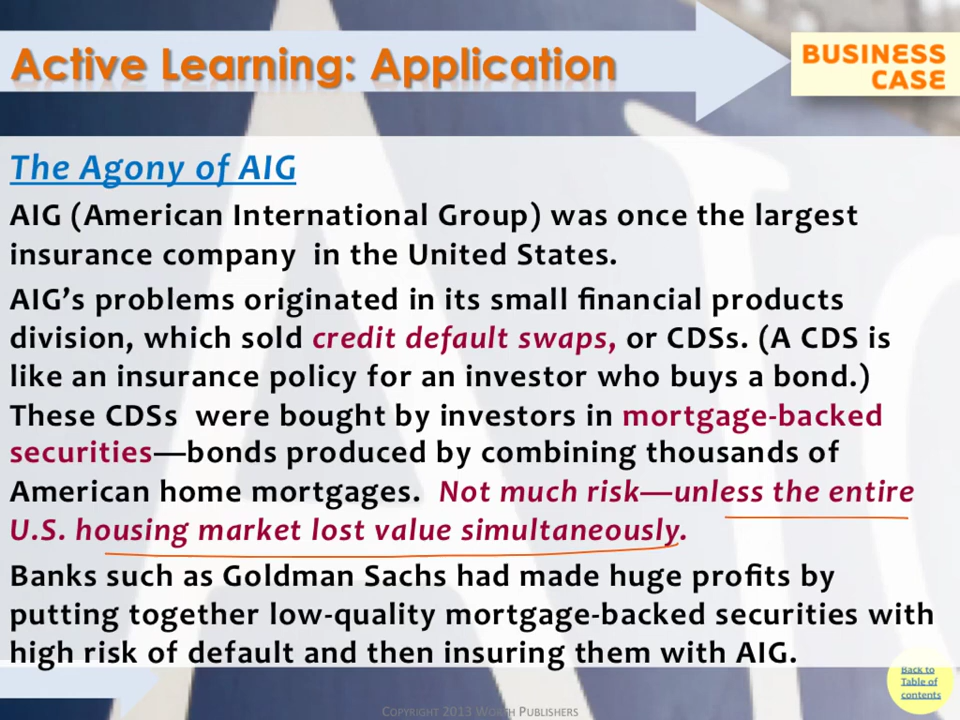 Active Learning: Application
BUSINESS
CASE
The Agony of AIG
AIG (American International Group) was once the largest
insurance company in the United States.
AIG’s problems originated in its small financial products
division, which sold credit default swaps, or CDSs. (A CDS is
like an insurance policy for an investor who buys a bond.)
These CDSs were bought by investors in mortgage-backed
securities—bonds produced by combining thousands of
American home mortgages. Not much risk—unless the entire
U.S. housing market lost value simultaneously.
Banks such as Goldman Sachs had made huge profits by
putting together low-quality mortgage-backed securities with
high risk of default and then insuring them with AIG.
Back to
Table of
contents
COPYRIGHT 2013 WORTH PUBLISHERS